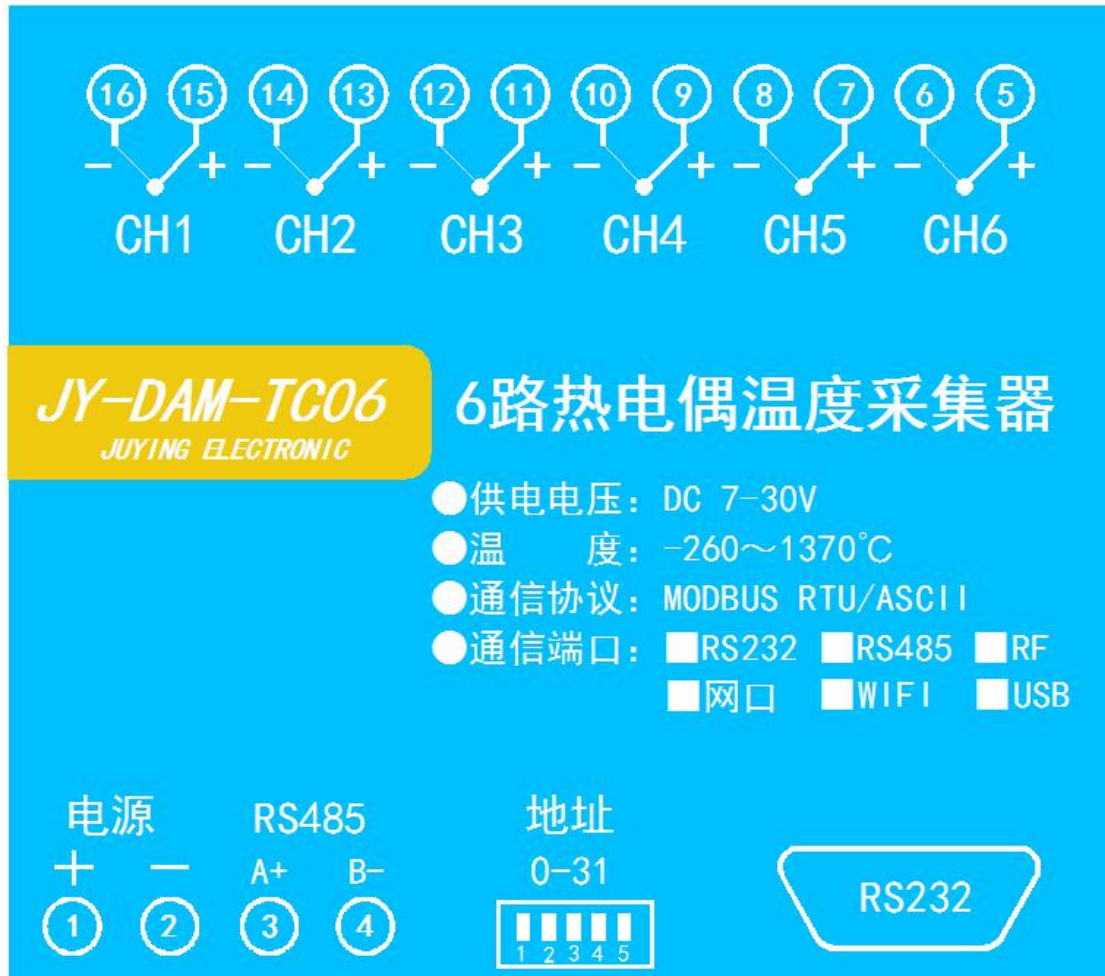 16 15 14 13 12 11 10 9 8 7 6 5
- + - + - + - + - + - +
CH1 CH2 CH3 CH4 CH5 CH6
JY-DAM-TC06
JUYING ELECTRONIC
6路热电偶温度采集器
●供电电压：DC 7-30V
●温 度：-260～1370℃
●通信协议：MODBUS RTU/ASCII
●通信端口：■RS232 ■RS485 ■RF
■网口 ■WIFI ■USB
电源 RS485 地址
+ - A+ B- 0-31
RS232
1 2 3 4
1 2 3 4 5